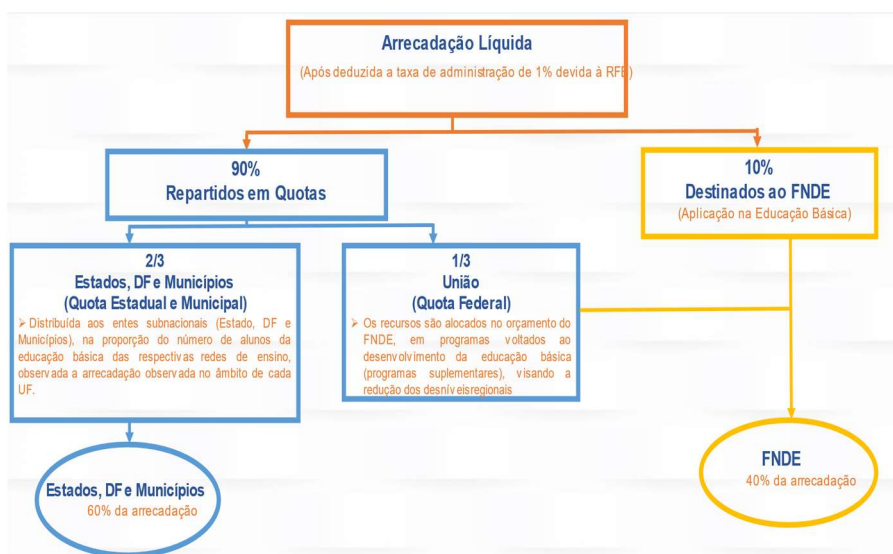 Arrecadação Líquida
(Após deduzida a taxa de administração de 1% devida à RFB)
90%
Repartidos em Quotas
10%
Destinados ao FNDE
(Aplicação na Educação Básica)
2/3
Estados, DF e Municípios
(Quota Estadual e Municipal)
➢ Distribuída aos entes subnacionais (Estado, DF e
Municípios), na proporção do número de alunos da
educação básica das respectivas redes de ensino,
observada a arrecadação observada no âmbito de cada
UF.
1/3
União
(Quota Federal)
➢ Os recursos são alocados no orçamento do
FNDE, em programas voltados ao
desenvolvimento da educação básica
(programas suplementares), visando a
redução dos desníveisregionais
Estados, DF e Municípios
60% da arrecadação
FNDE
40% da arrecadação